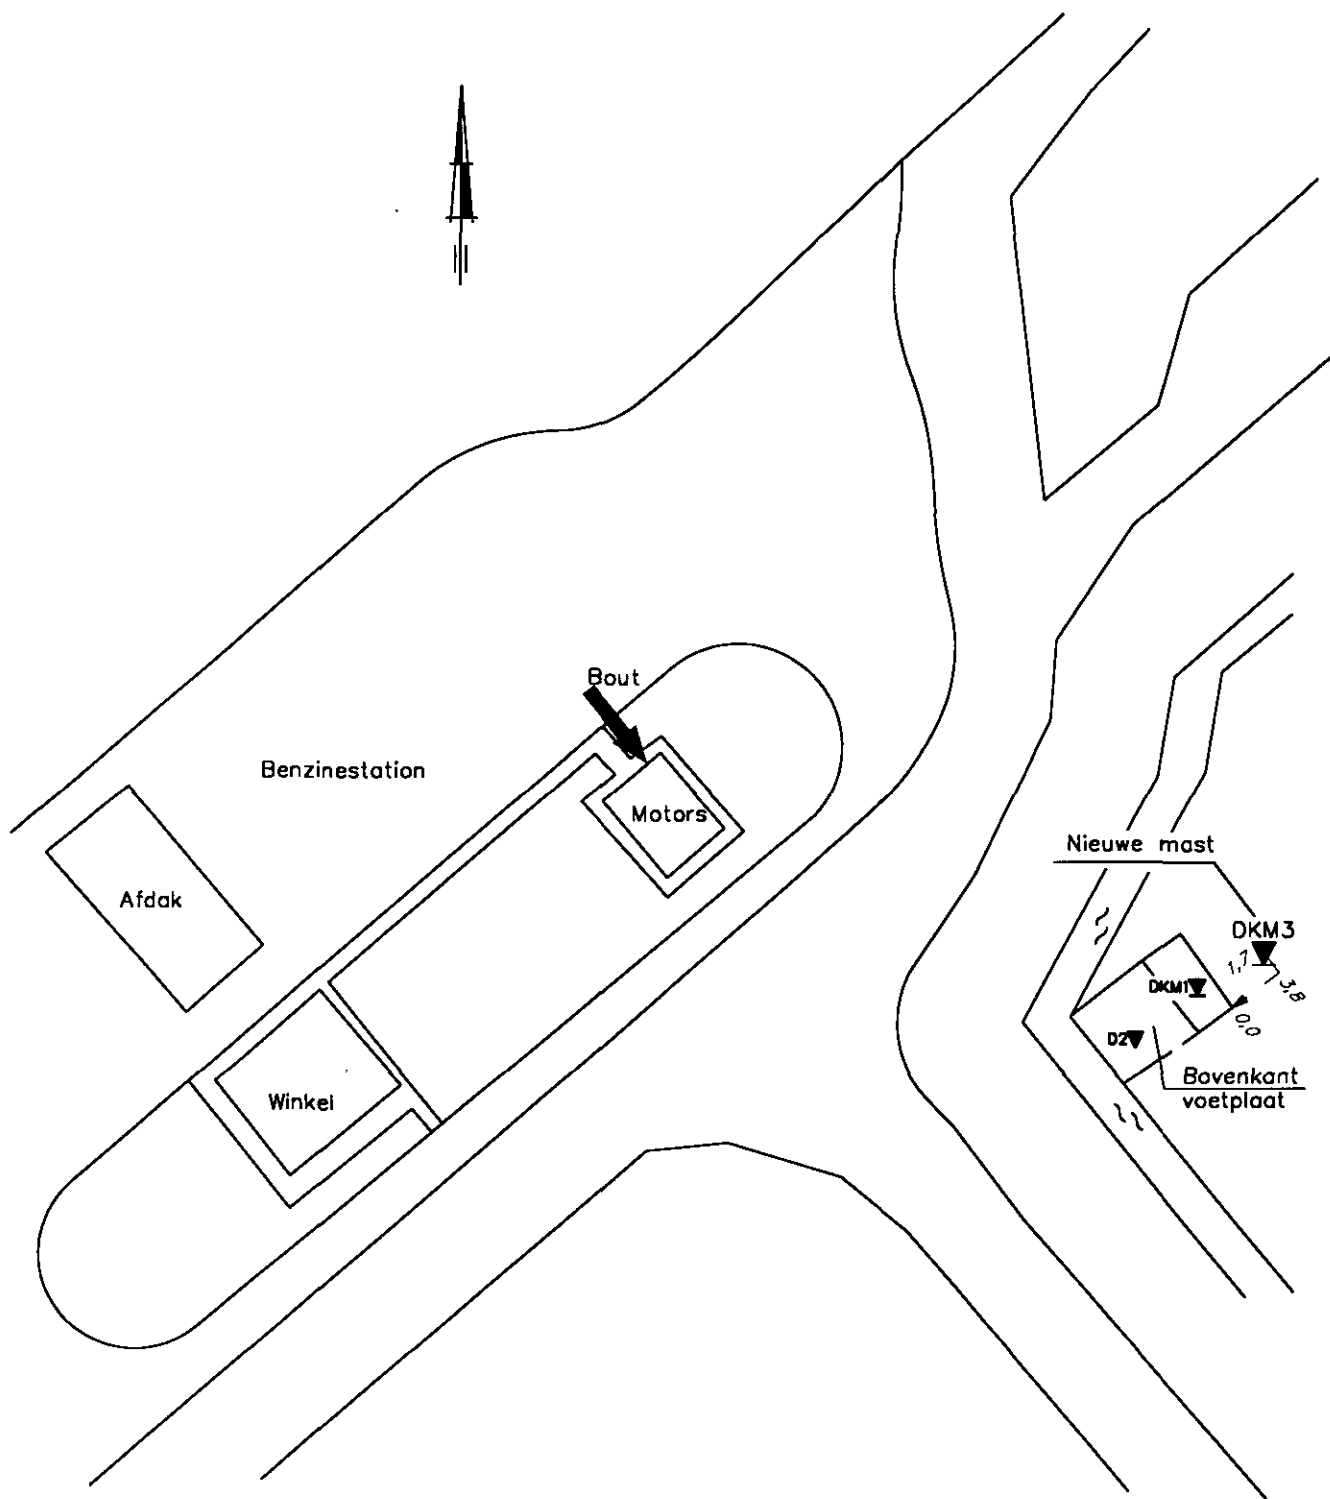 Bout
Benzinestation
Motors
Afdak
Nieuwe mast
DKM3
1,7
3,8
DKM1
0,0
D2
Bovenkant
voetplaat
Winkel